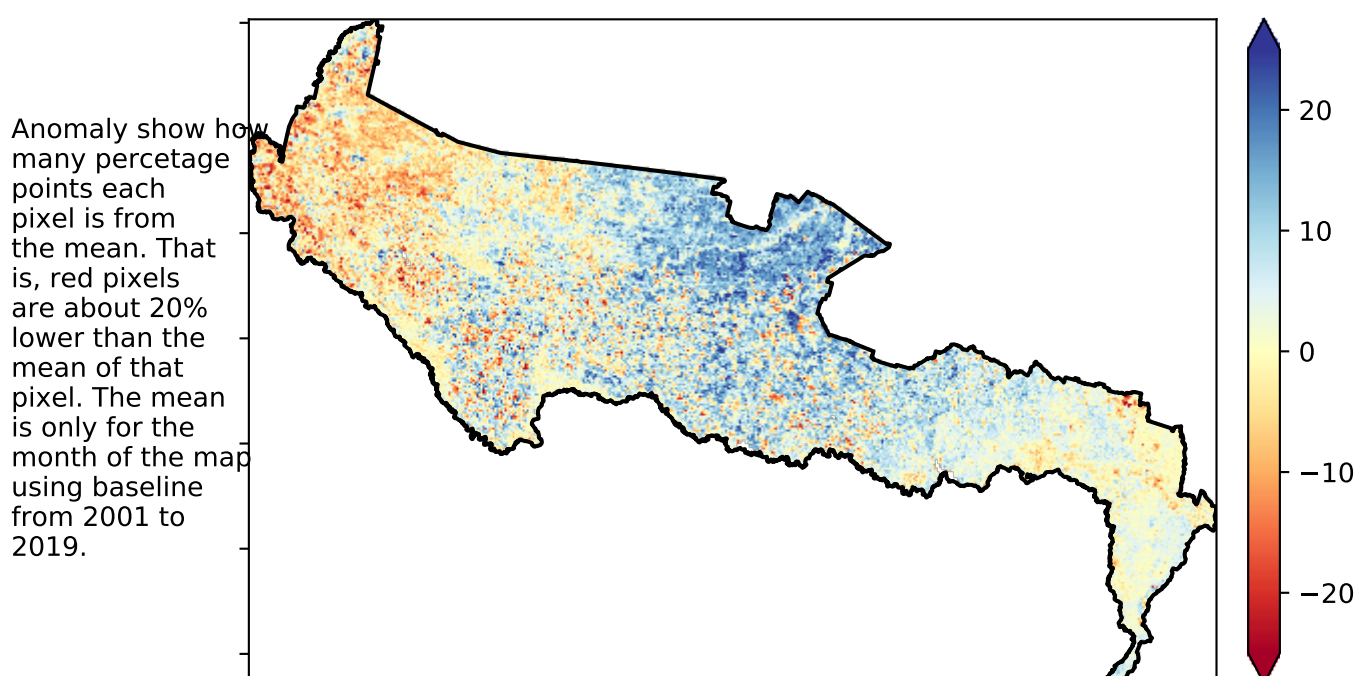 Anomaly show how
many percetage
points each
pixel is from
the mean. That
is, red pixels
are about 20%
lower than the
mean of that
pixel. The mean
is only for the
month of the map
using baseline
from 2001 to
2019.
20
10
0
−10
−20